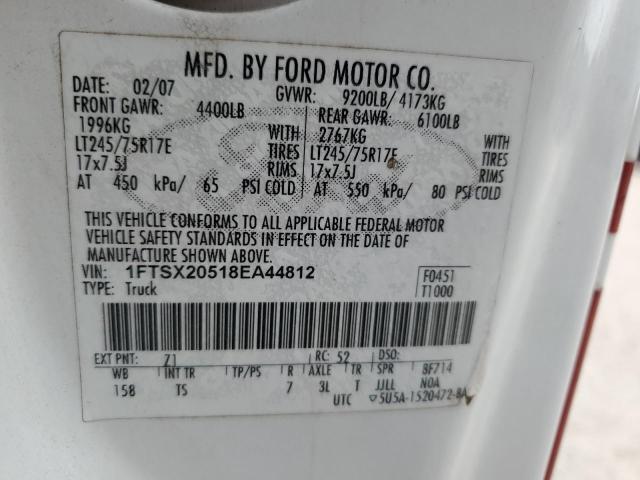 MFD. BY FORD MOTOR CO.
DATE: 02/07 GVWR: 9200LB/ 4173KG
FRONT GAWR: 4400LB REAR GAWR: 6100LB
1996KG WITH 2767KG WITH
LT245/75R17E TIRES LT245/75R17E TIRES
17x7.5J RIMS 17x7.5J RIMS
AT 450 kPa/ 65 PSI COLD AT 550 kPa/ 80 PSI COLD
THIS VEHICLE CONFORMS TO ALL APPLICABLE FEDERAL MOTOR
VEHICLE SAFETY STANDARDS IN EFFECT ON THE DATE OF
MANUFACTURE SHOWN ABOVE.
VIN: 1FTSX20518EA44812 F0451
TYPE: Truck T1000
EXT PNT: Z1 RC: 52 DSO:
WB INT TR TP/PS R AXLE TR SPR 8F714
158 TS 7 3L T JJLL NOA
UTC ▽5U5A-1520472-BA